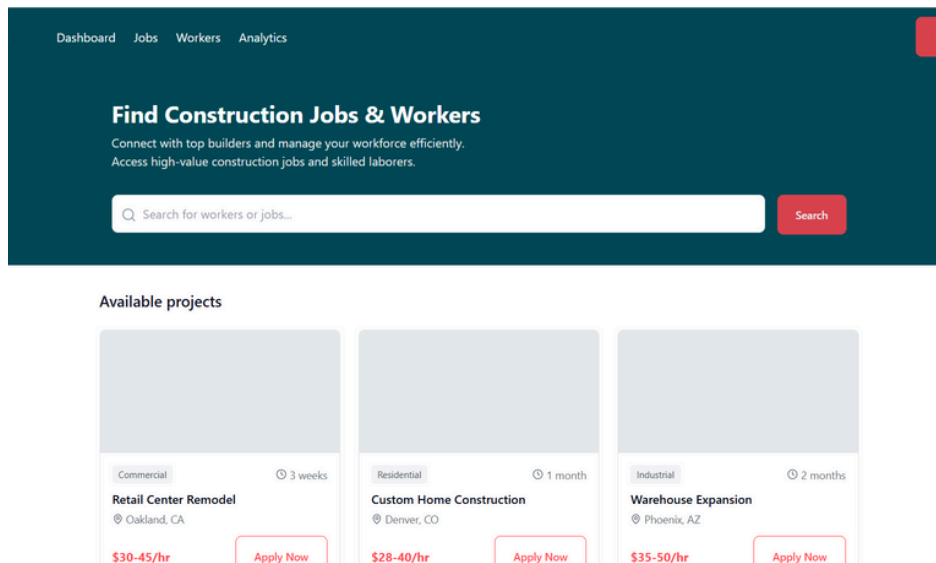 Dashboard Jobs Workers Analytics
Find Construction Jobs & Workers
Connect with top builders and manage your workforce efficiently.
Access high-value construction jobs and skilled laborers.
Search for workers or jobs...
Search
Available projects
Commercial 3 weeks
Retail Center Remodel
Oakland, CA
$30-45/hr Apply Now
Residential 1 month
Custom Home Construction
Denver, CO
$28-40/hr Apply Now
Industrial 2 months
Warehouse Expansion
Phoenix, AZ
$35-50/hr Apply Now